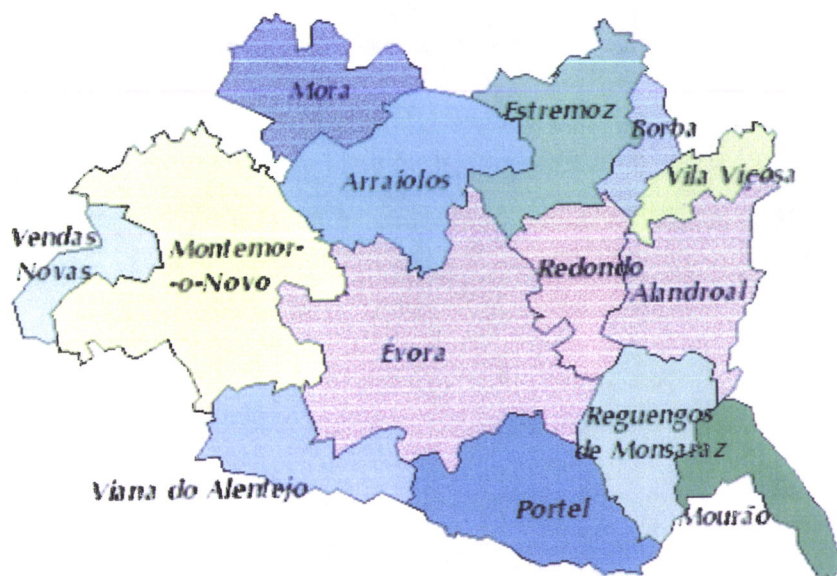 Mora
Estremoz
Borba
Arraiolos
Vila Viçosa
Vendas
Novas
Montemor-
-o-Novo
Redondo
Alandroal
Évora
Reguengos
de Monsaraz
Viana do Alentejo
Portel
Mourão